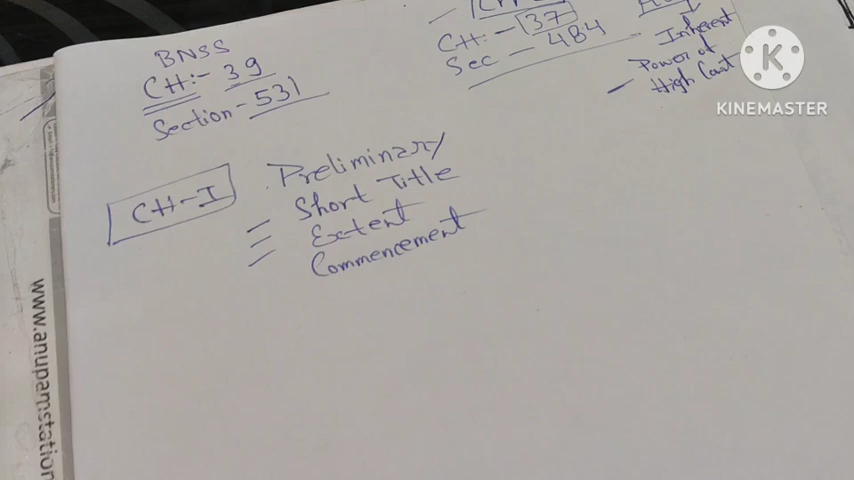 BNSS
CH:- 39
Section - 531
CH:- 37
Sec - 484
Inherent
Power of
High Court
CH-I
Preliminary
Short Title
Extent
Commencement
KINEMASTER
www.anupamstation